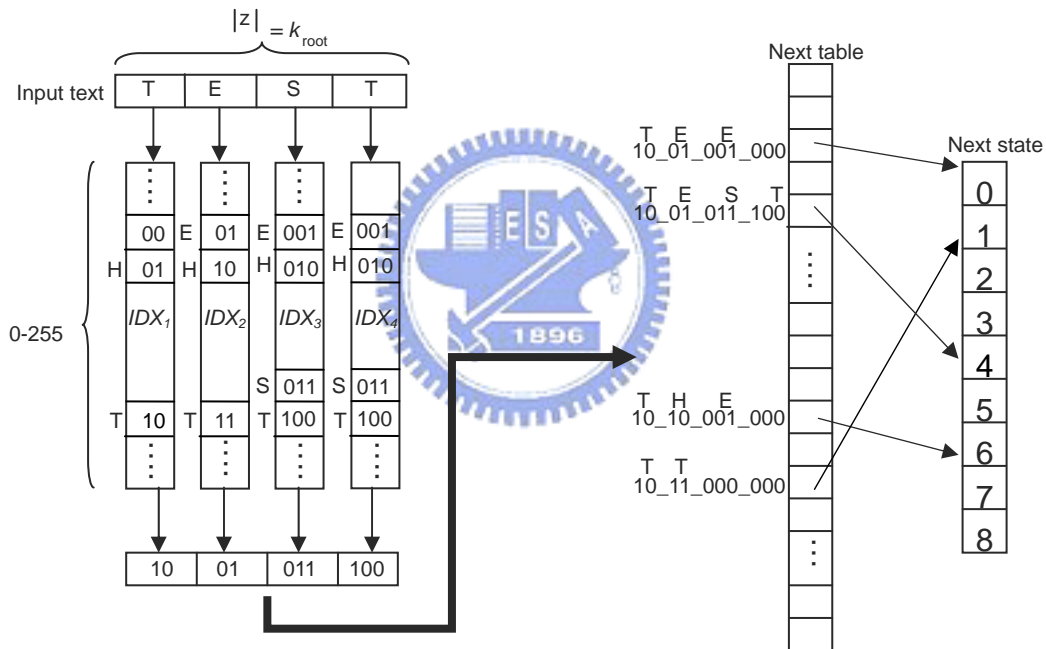 |z| = k root
Input text T E S T
00 E 01 E 001 E 001
H 01 H 10 H 010 H 010
IDX1 IDX2 IDX3 IDX4
0-255
S 011 S 011
T 10 T 11 T 100 T 100
10 01 011 100
Next table
T E E
10_01_001_000
T E S T
10_01_011_100
T H E
10_10_001_000
T T
10_11_000_000
Next state
0
1
2
3
4
5
6
7
8
E S A
1896